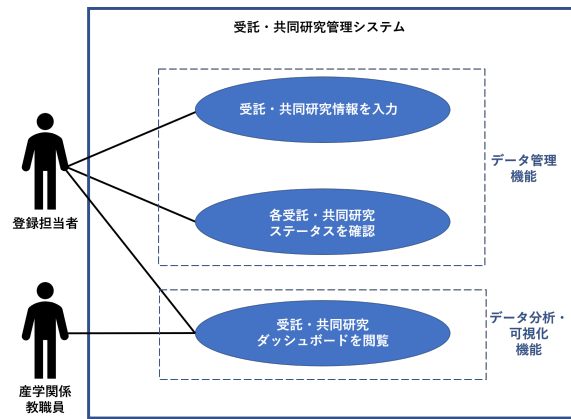 受託・共同研究管理システム
受託・共同研究情報を入力
データ管理
機能
各受託・共同研究
ステータスを確認
登録担当者
受託・共同研究
ダッシュボードを閲覧
データ分析・
可視化
機能
産学関係
教職員